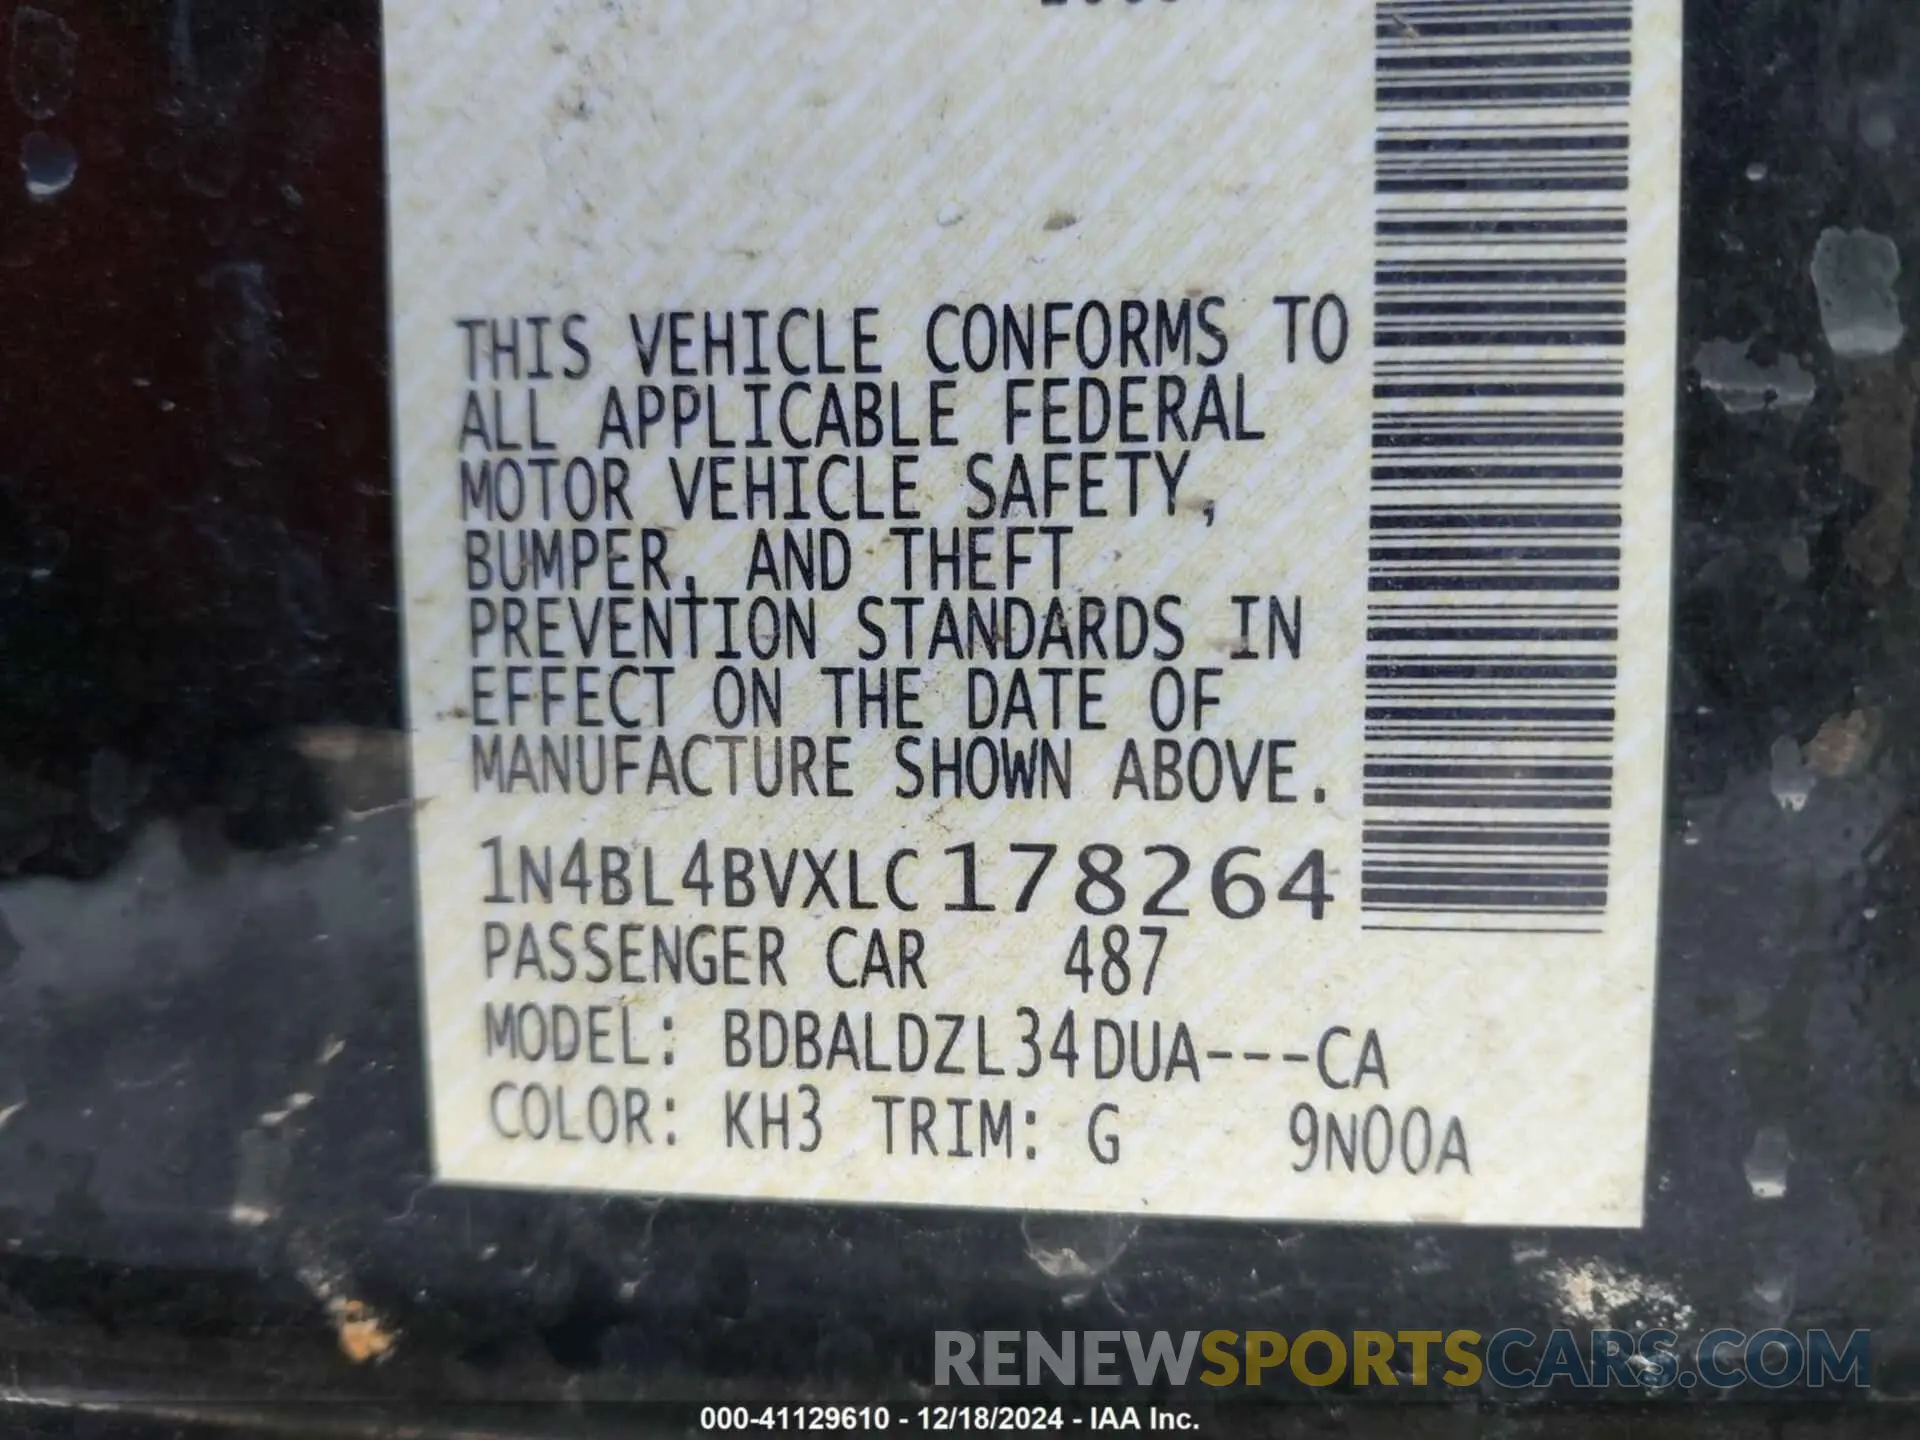 THIS VEHICLE CONFORMS TO
ALL APPLICABLE FEDERAL
MOTOR VEHICLE SAFETY,
BUMPER, AND THEFT
PREVENTION STANDARDS IN
EFFECT ON THE DATE OF
MANUFACTURE SHOWN ABOVE.
1N4BL4BVXLC178264
PASSENGER CAR 487
MODEL: BDBALDZL34DUA---CA
COLOR: KH3 TRIM: G 9N00A
RENEWSPORTSCARS.COM
000-41129610 - 12/18/2024 - IAA Inc.